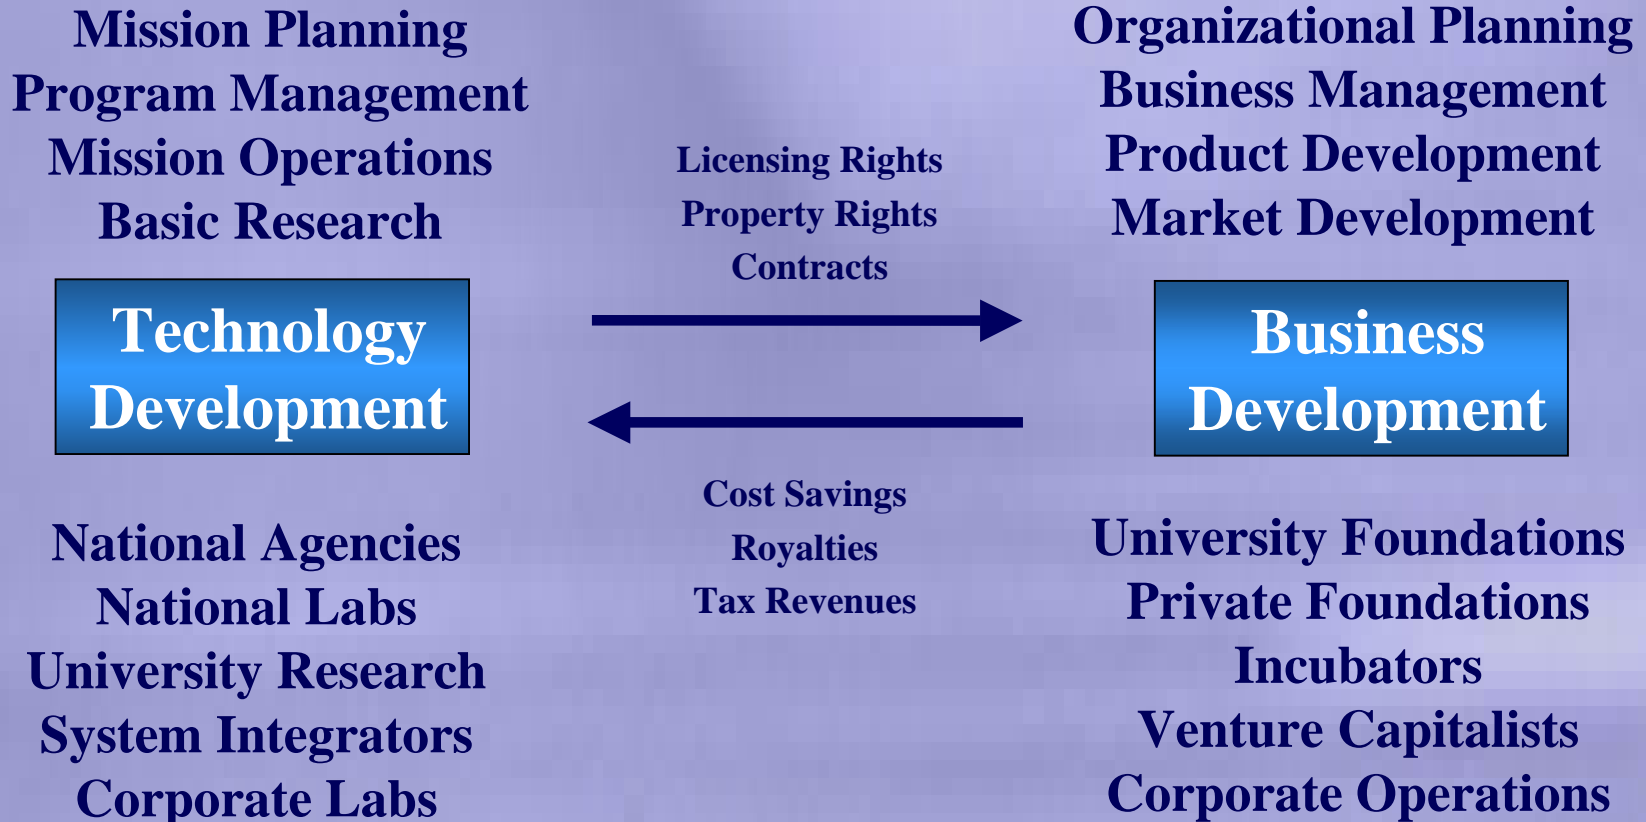 Mission Planning
Program Management
Mission Operations
Basic Research
Technology
Development
National Agencies
National Labs
University Research
System Integrators
Corporate Labs
Licensing Rights
Property Rights
Contracts
Cost Savings
Royalties
Tax Revenues
Organizational Planning
Business Management
Product Development
Market Development
Business
Development
University Foundations
Private Foundations
Incubators
Venture Capitalists
Corporate Operations